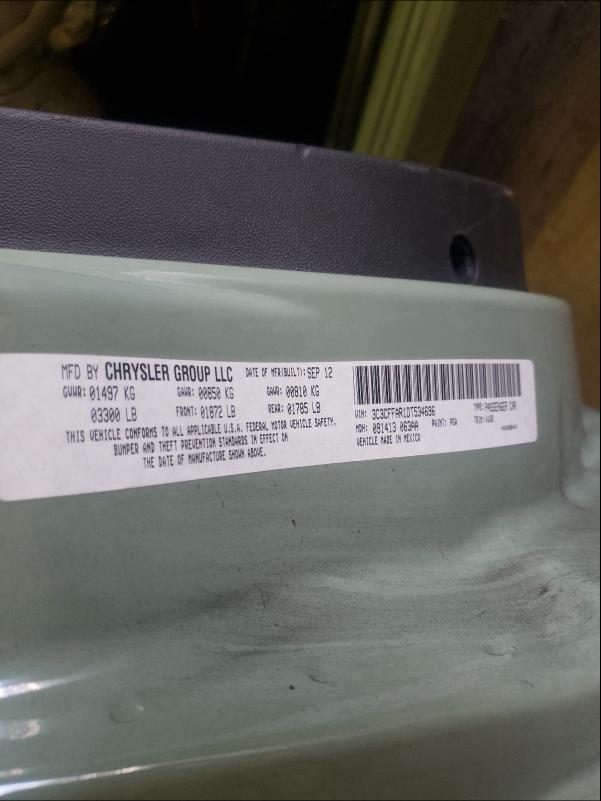 MFD BY CHRYSLER GROUP LLC DATE OF MFR(BUILT): SEP 12
GVWR: 01497 KG GAWR: 00850 KG GAWR: 00810 KG
03300 LB FRONT: 01872 LB REAR: 01785 LB
THIS VEHICLE CONFORMS TO ALL APPLICABLE U.S.A. FEDERAL MOTOR VEHICLE SAFETY,
BUMPER AND THEFT PREVENTION STANDARDS IN EFFECT ON
THE DATE OF MANUFACTURE SHOWN ABOVE.
VIN: 3C3CFFAR1DT534696 TYPE: PASSENGER CAR
MDH: 091413 063AA PAINT: PGA TRIM:
VEHICLE MADE IN MEXICO